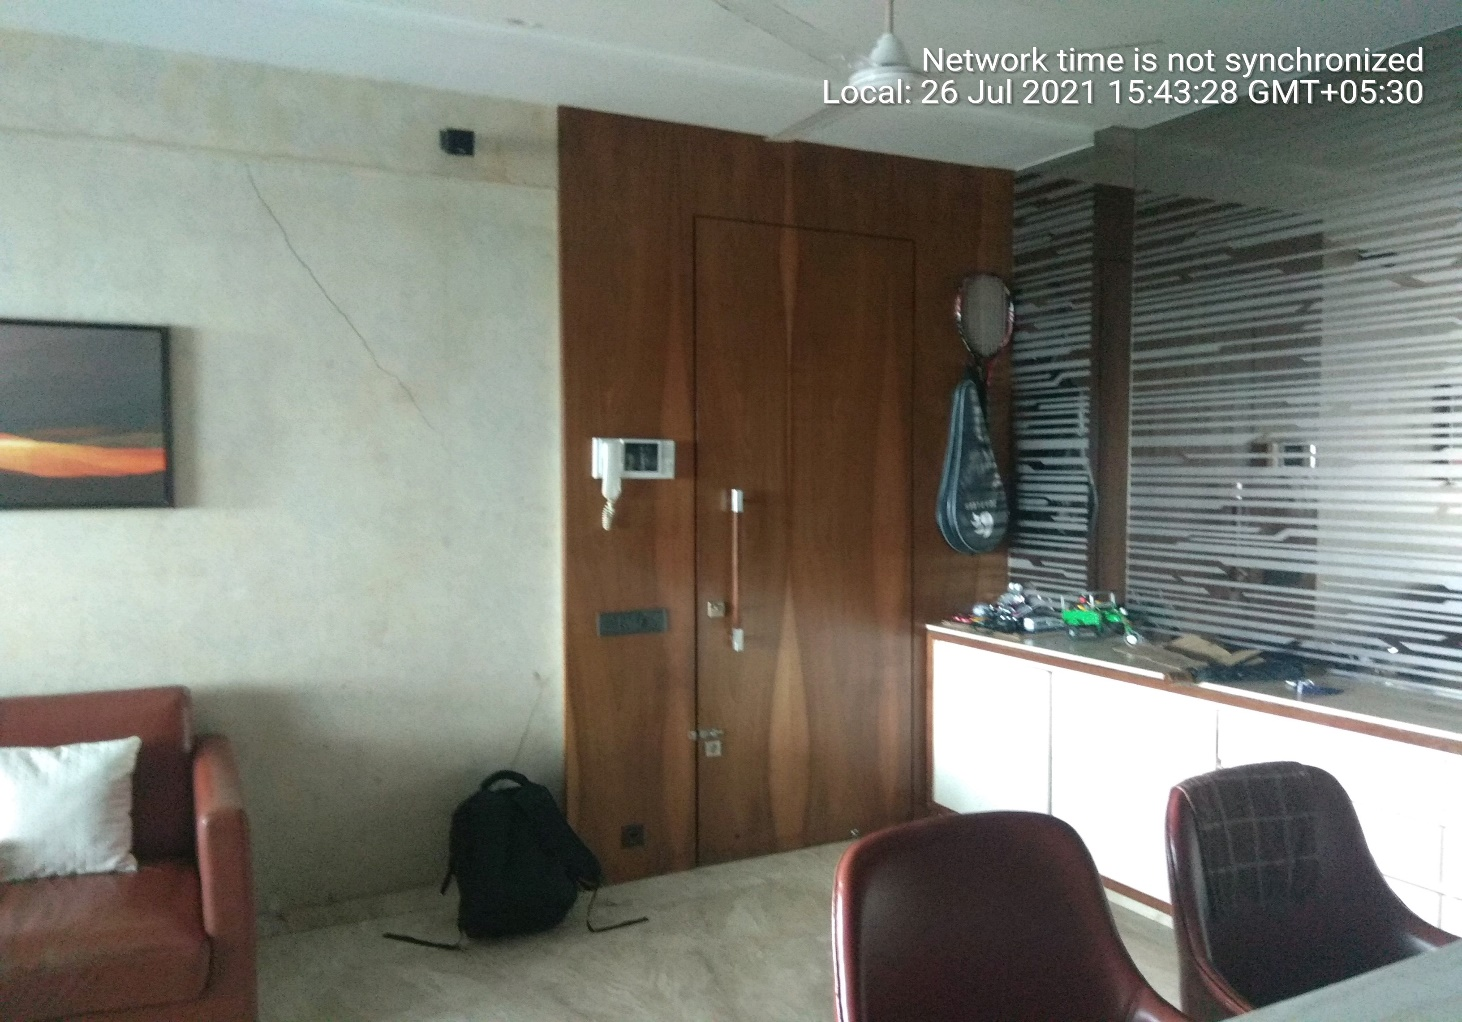 Network time is not synchronized
Local: 26 Jul 2021 15:43:28 GMT+05:30